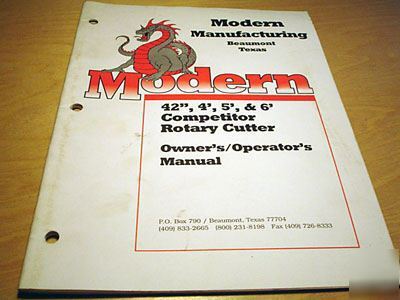 Modern
Manufacturing
Beaumont
Texas
Modern
42", 4', 5', & 6'
Competitor
Rotary Cutter
Owner's/Operator's
Manual
P.O. Box 790 / Beaumont, Texas 77704
(409) 833-2665 (800) 231-8198 Fax (409) 726-8333